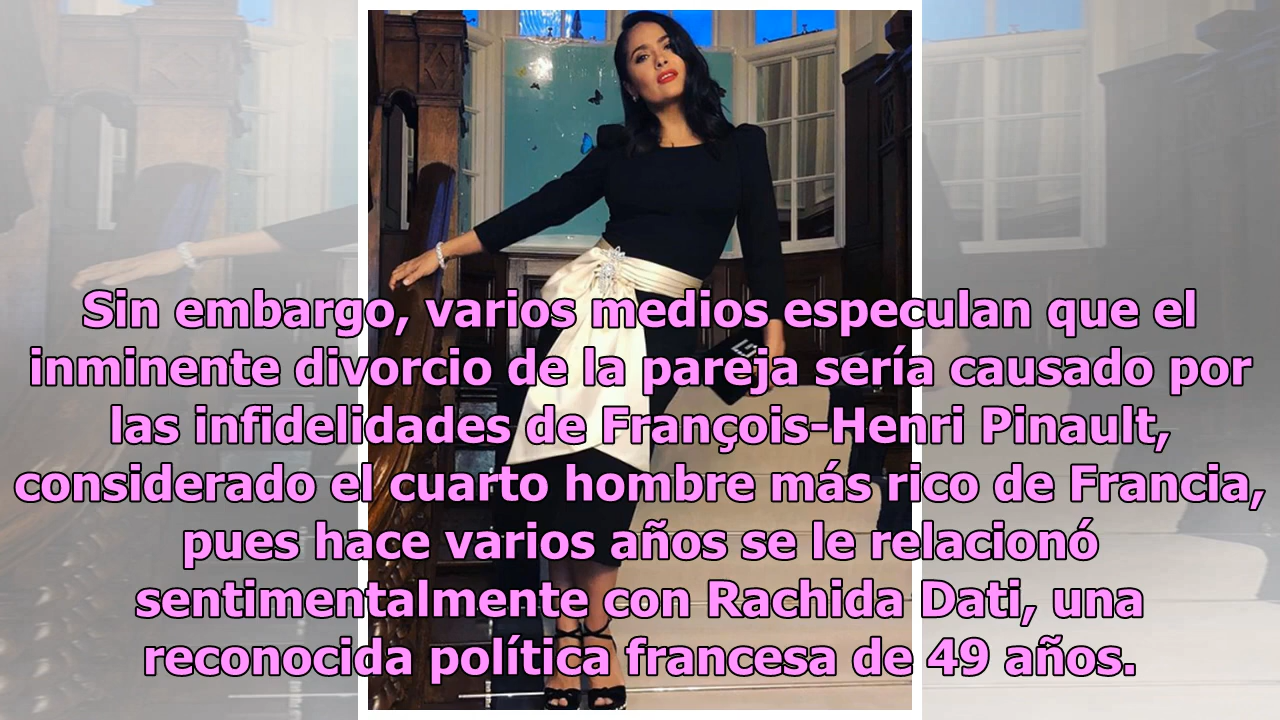 Sin embargo, varios medios especulan que el
inminente divorcio de la pareja sería causado por
las infidelidades de François-Henri Pinault,
considerado el cuarto hombre más rico de Francia,
pues hace varios años se le relacionó
sentimentalmente con Rachida Dati, una
reconocida política francesa de 49 años.